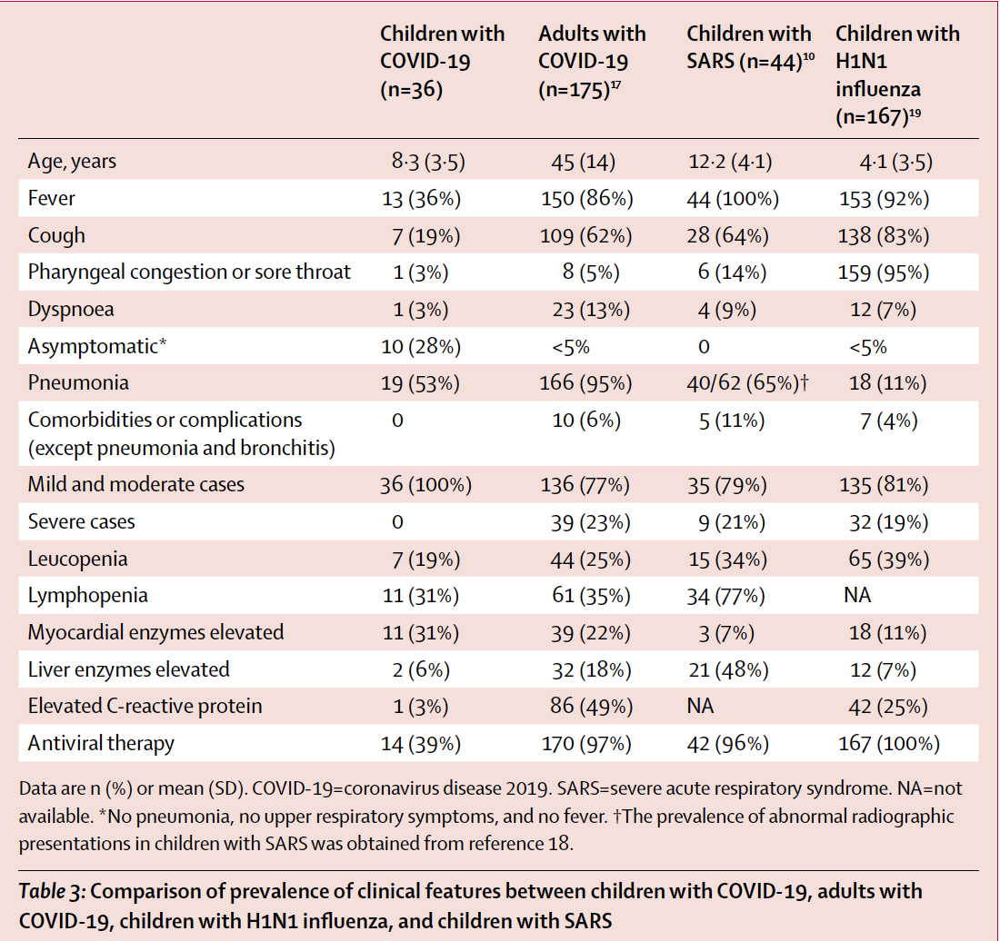 Children with COVID-19 (n=36) Adults with COVID-19 (n=175)¹⁷ Children with SARS (n=44)¹⁰ Children with H1N1 influenza (n=167)¹⁹
Age, years 8·3 (3·5) 45 (14) 12·2 (4·1) 4·1 (3·5)
Fever 13 (36%) 150 (86%) 44 (100%) 153 (92%)
Cough 7 (19%) 109 (62%) 28 (64%) 138 (83%)
Pharyngeal congestion or sore throat 1 (3%) 8 (5%) 6 (14%) 159 (95%)
Dyspnoea 1 (3%) 23 (13%) 4 (9%) 12 (7%)
Asymptomatic* 10 (28%) <5% 0 <5%
Pneumonia 19 (53%) 166 (95%) 40/62 (65%)† 18 (11%)
Comorbidities or complications 0 10 (6%) 5 (11%) 7 (4%)
(except pneumonia and bronchitis)
Mild and moderate cases 36 (100%) 136 (77%) 35 (79%) 135 (81%)
Severe cases 0 39 (23%) 9 (21%) 32 (19%)
Leucopenia 7 (19%) 44 (25%) 15 (34%) 65 (39%)
Lymphopenia 11 (31%) 61 (35%) 34 (77%) NA
Myocardial enzymes elevated 11 (31%) 39 (22%) 3 (7%) 18 (11%)
Liver enzymes elevated 2 (6%) 32 (18%) 21 (48%) 12 (7%)
Elevated C-reactive protein 1 (3%) 86 (49%) NA 42 (25%)
Antiviral therapy 14 (39%) 170 (97%) 42 (96%) 167 (100%)
Data are n (%) or mean (SD). COVID-19=coronavirus disease 2019. SARS=severe acute respiratory syndrome. NA=not
available. *No pneumonia, no upper respiratory symptoms, and no fever. †The prevalence of abnormal radiographic
presentations in children with SARS was obtained from reference 18.
Table 3: Comparison of prevalence of clinical features between children with COVID-19, adults with
COVID-19, children with H1N1 influenza, and children with SARS